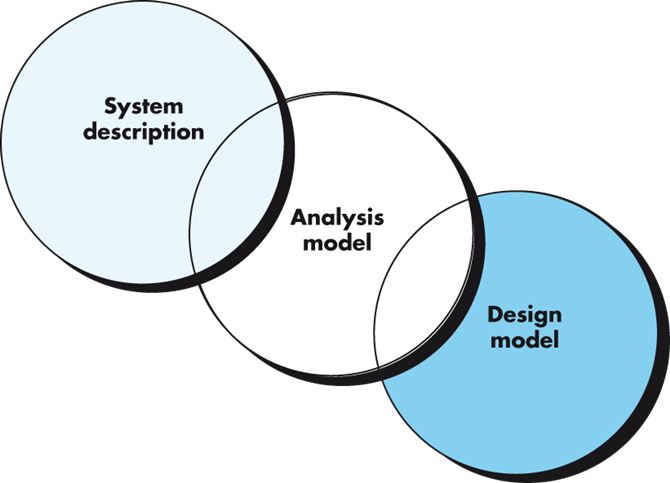 System
description
Analysis
model
Design
model